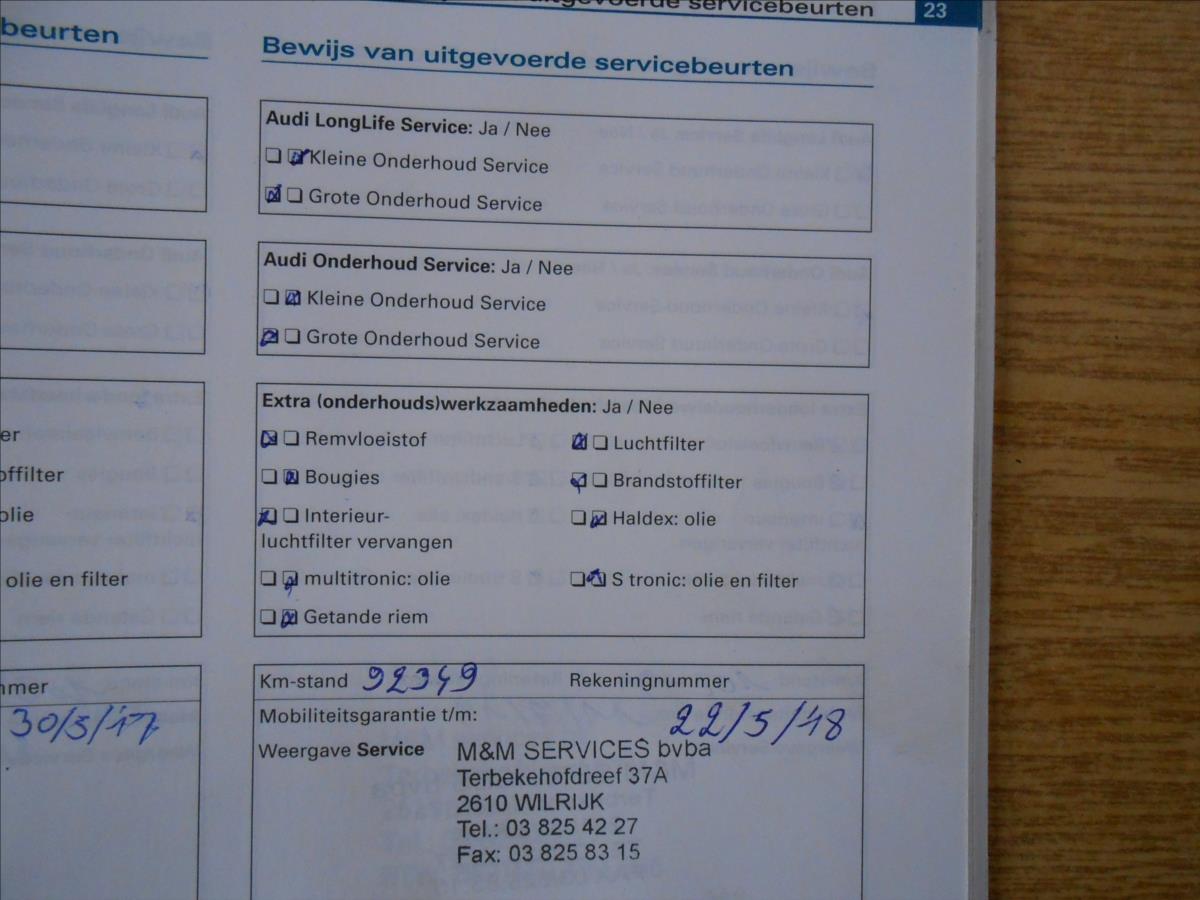 uitgevoerde servicebeurten 23
beurten
er
offilter
olie
olie en filter
mmer
30/5/17
Bewijs van uitgevoerde servicebeurten
Audi LongLife Service: Ja / Nee
Kleine Onderhoud Service
Grote Onderhoud Service
Audi Onderhoud Service: Ja / Nee
Kleine Onderhoud Service
Grote Onderhoud Service
Extra (onderhouds)werkzaamheden: Ja / Nee
Remvloeistof Luchtfilter
Bougies Brandstoffilter
Interieur- Haldex: olie
luchtfilter vervangen
multitronic: olie S tronic: olie en filter
Getande riem
Km-stand 92349 Rekeningnummer
Mobiliteitsgarantie t/m: 22/5/18
Weergave Service M&M SERVICES bvba
Terbekehofdreef 37A
2610 WILRIJK
Tel.: 03 825 42 27
Fax: 03 825 83 15